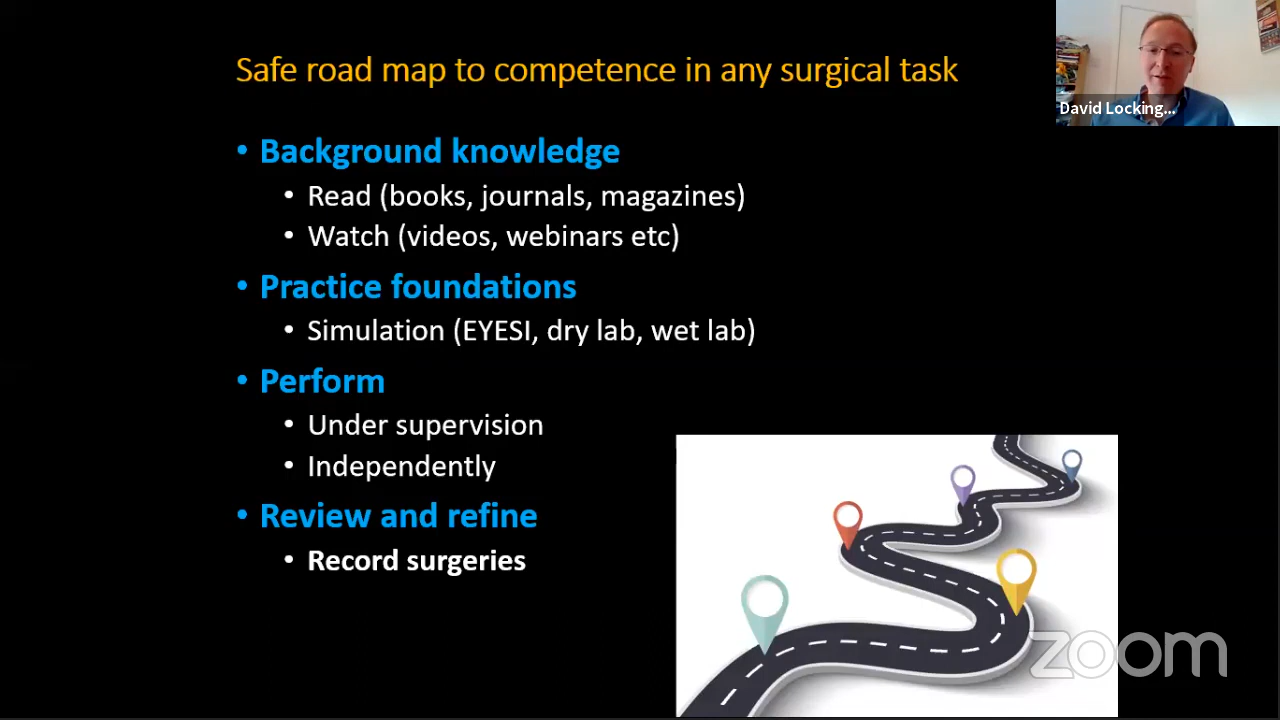 Safe road map to competence in any surgical task
David Locking...
• Background knowledge
• Read (books, journals, magazines)
• Watch (videos, webinars etc)
• Practice foundations
• Simulation (EYESI, dry lab, wet lab)
• Perform
• Under supervision
• Independently
• Review and refine
• Record surgeries
zoom